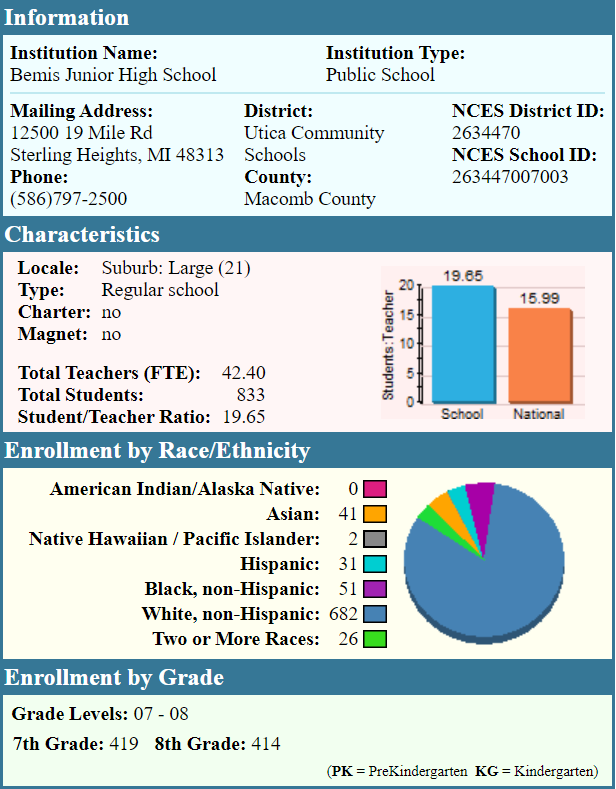 Information
Institution Name: Institution Type:
Bemis Junior High School Public School
Mailing Address: District: NCES District ID:
12500 19 Mile Rd Utica Community 2634470
Sterling Heights, MI 48313 Schools NCES School ID:
Phone: County: 263447007003
(586)797-2500 Macomb County
Characteristics
Locale: Suburb: Large (21)
Type: Regular school
Charter: no
Magnet: no
Total Teachers (FTE): 42.40
Total Students: 833
Student/Teacher Ratio: 19.65
Students:Teacher
20
15
10
5
0
19.65 15.99
School National
Enrollment by Race/Ethnicity
American Indian/Alaska Native: 0
Asian: 41
Native Hawaiian / Pacific Islander: 2
Hispanic: 31
Black, non-Hispanic: 51
White, non-Hispanic: 682
Two or More Races: 26
Enrollment by Grade
Grade Levels: 07 - 08
7th Grade: 419 8th Grade: 414
(PK = PreKindergarten KG = Kindergarten)